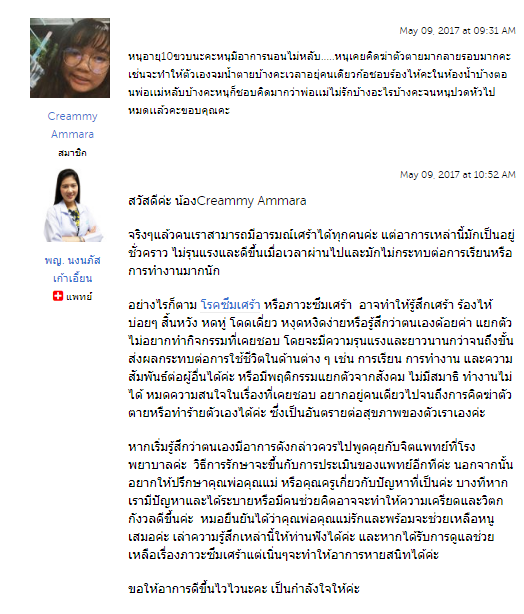 May 09, 2017 at 09:31 AM
หนูอายุ10ขวบนะคะหนูมีอาการนอนไม่หลับ.....หนูเคยคิดฆ่าตัวตายมากลายรอบมากคะ
เช่นจะทำให้ตัวเองจมน้ำตายบ้างคะเวลาอยู่คนเดียวก้อชอบร้องไห้คะในห้องน้ำบ้างตอ
นพ่อแม่หลับบ้างคะหนูก็ชอบคิดมากว่าพ่อแม่ไม่รักบ้างอะไรบ้างคะจนหนูปวดหัวไป
หมดแล้วคะขอบคุณคะ
Creammy
Ammara
สมาชิก
May 09, 2017 at 10:52 AM
สวัสดีค่ะ น้องCreammy Ammara
จริงๆแล้วคนเราสามารถมีอารมณ์เศร้าได้ทุกคนค่ะ แต่อาการเหล่านี้มักเป็นอยู่
ชั่วคราว ไม่รุนแรงและดีขึ้นเมื่อเวลาผ่านไปและมักไม่กระทบต่อการเรียนหรือ
การทำงานมากนัก
พญ. นงนภัส
เก้าเอี้ยน
แพทย์
อย่างไรก็ตาม โรคซึมเศร้า หรือภาวะซึมเศร้า อาจทำให้รู้สึกเศร้า ร้องไห้
บ่อยๆ สิ้นหวัง หดหู่ โดดเดี่ยว หงุดหงิดง่ายหรือรู้สึกว่าตนเองด้อยค่า แยกตัว
ไม่อยากทำกิจกรรมที่เคยชอบ โดยจะมีความรุนแรงและยาวนานกว่าจนถึงขั้น
ส่งผลกระทบต่อการใช้ชีวิตในด้านต่าง ๆ เช่น การเรียน การทำงาน และความ
สัมพันธ์ต่อผู้อื่นได้ค่ะ หรือมีพฤติกรรมแยกตัวจากสังคม ไม่มีสมาธิ ทำงานไม่
ได้ หมดความสนใจในเรื่องที่เคยชอบ อยากอยู่คนเดียวไปจนถึงการคิดฆ่าตัว
ตายหรือทำร้ายตัวเองได้ค่ะ ซึ่งเป็นอันตรายต่อสุขภาพของตัวเราเองค่ะ
หากเริ่มรู้สึกว่าตนเองมีอาการดังกล่าวควรไปพูดคุยกับจิตแพทย์ที่โรง
พยาบาลค่ะ วิธีการรักษาจะขึ้นกับการประเมินของแพทย์อีกทีค่ะ นอกจากนั้น
อยากให้ปรึกษาคุณพ่อคุณแม่ หรือคุณครูเกี่ยวกับปัญหาที่เป็นค่ะ บางทีหาก
เรามีปัญหาและได้ระบายหรือมีคนช่วยคิดอาจจะทำให้ความเครียดและวิตก
กังวลดีขึ้นค่ะ หมอยืนยันได้ว่าคุณพ่อคุณแม่รักและพร้อมจะช่วยเหลือหนู
เสมอค่ะ เล่าความรู้สึกเหล่านี้ให้ท่านฟังได้ค่ะ และหากได้รับการดูแลช่วย
เหลือเรื่องภาวะซึมเศร้าแต่เนิ่นๆจะทำให้อาการหายสนิทได้ค่ะ
ขอให้อาการดีขึ้นไวไวนะคะ เป็นกำลังใจให้ค่ะ